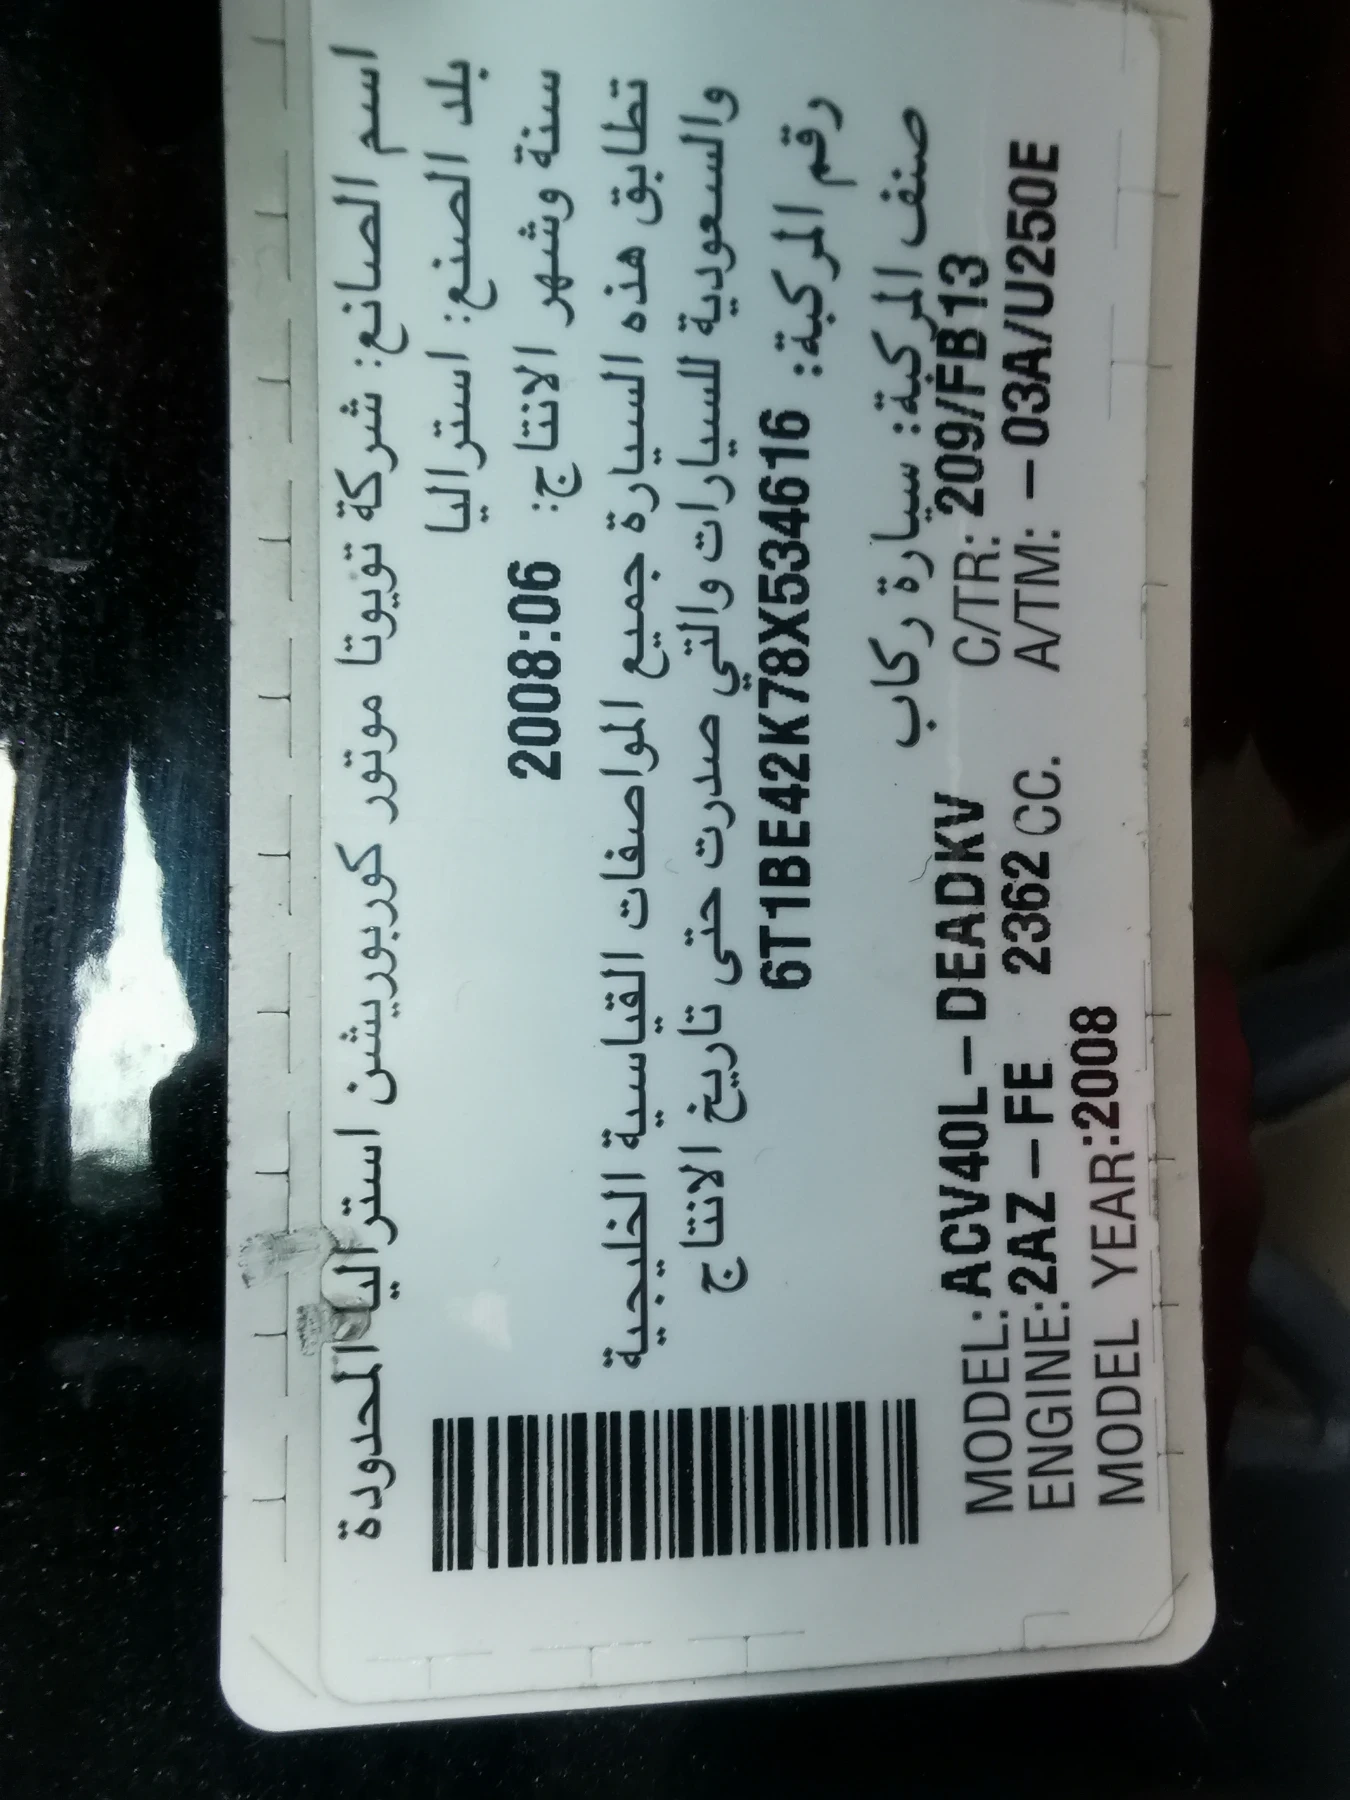 اسم الصانع: شركة تويوتا موتور كوربوريشن استراليا المحدودة
بلد الصنع: استراليا
سنة وشهر الانتاج: 2008:06
تطابق هذه السيارة جميع المواصفات القياسية الخليجية
والسعودية للسيارات والتي صدرت حتى تاريخ الانتاج
رقم المركبة: 6T1BE42K78X534616
صنف المركبة: سيارة ركاب
MODEL: ACV40L-DEADKV C/TR: 209/FB13
ENGINE: 2AZ-FE 2362 CC. A/TM: -03A/U250E
MODEL YEAR:2008